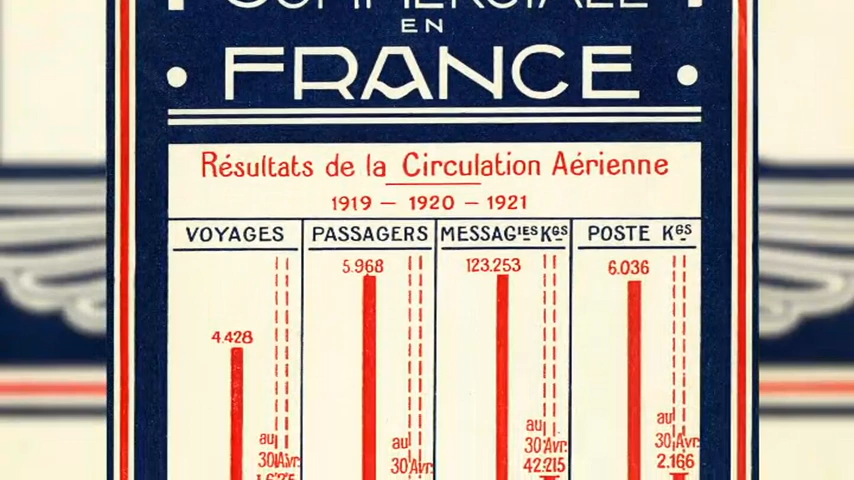 COMMERCIALE
EN
• FRANCE •
Résultats de la Circulation Aérienne
1919 — 1920 — 1921
VOYAGES PASSAGERS MESSAGIES KGS POSTE KGS
5.968 123.253 6.036
4.428
au au au au
30 Avr. 30 Avr. 30 Avr. 30 Avr.
42.215 2.166